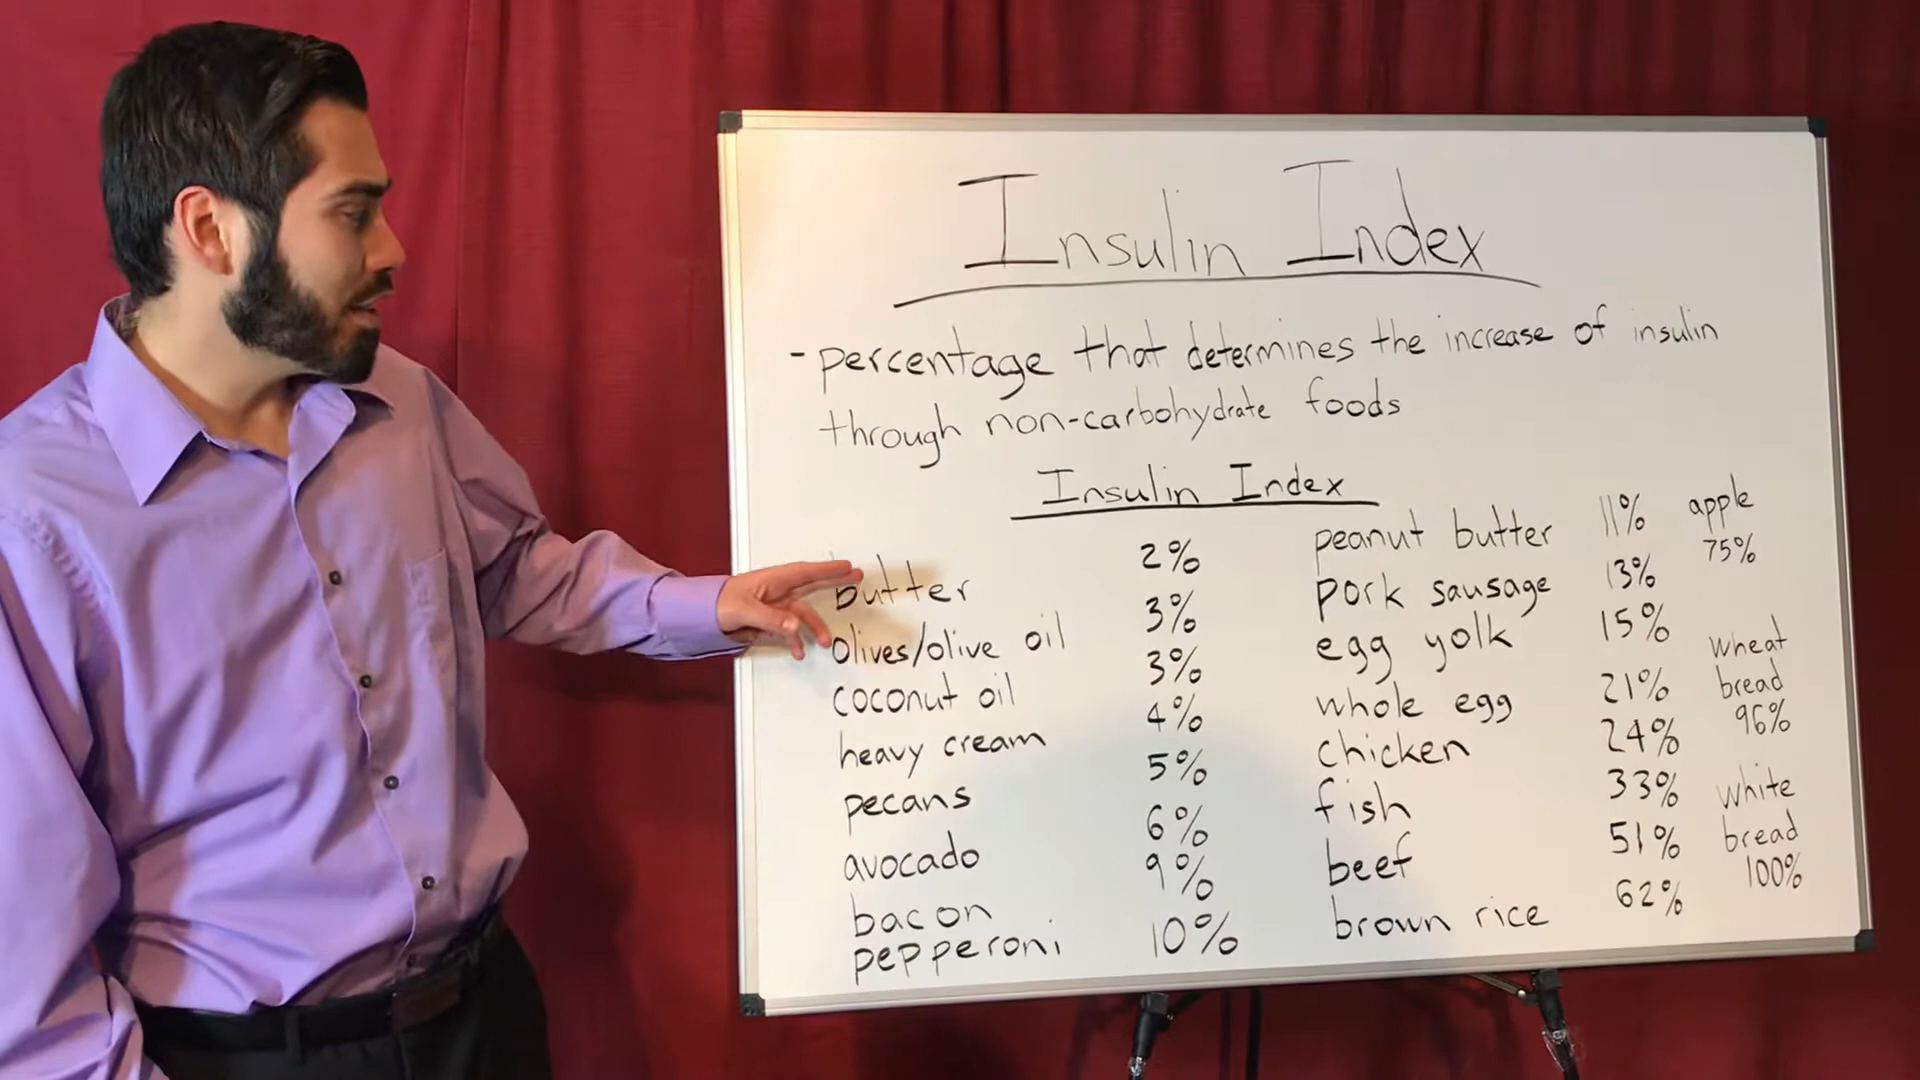 Insulin Index
- percentage that determines the increase of insulin
through non-carbohydrate foods
Insulin Index
butter 2%
olives/olive oil 3%
coconut oil 3%
heavy cream 4%
pecans 5%
avocado 6%
bacon 9%
pepperoni 10%
peanut butter 11%
pork sausage 13%
egg yolk 15%
whole egg 21%
chicken 24%
fish 33%
beef 51%
brown rice 62%
apple
75%
wheat
bread
96%
white
bread
100%